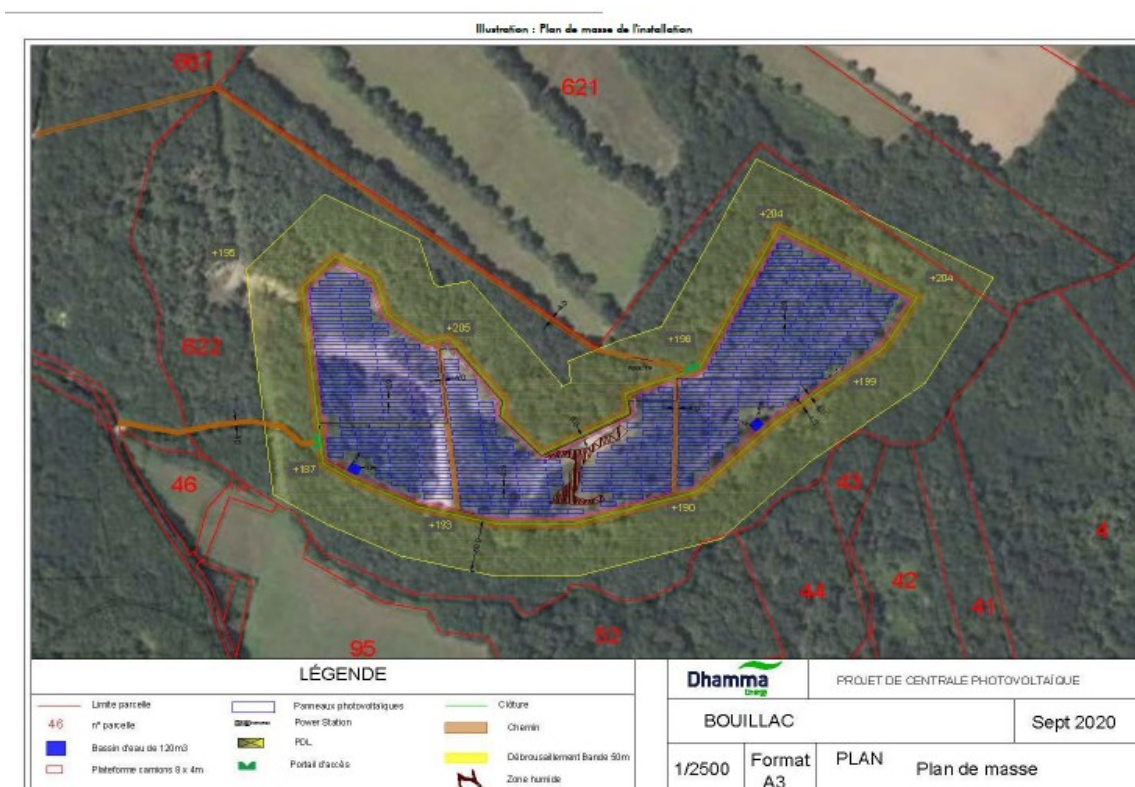 Illustration : Plan de masse de l'installation
667
621
+204
+195
+204
+205
+198
622
+199
+187
46
43
+193
+190
4
44
42
41
95
52
LÉGENDE
Limite parcelle
Panneaux photovoltaïques
Clôture
46
n° parcelle
Power Station
Chemin
Bassin d'eau de 120m3
PDL
Débroussaillement Bande 50m
Plateforme camions 8 x 4m
Portail d'accès
Zone humide
Dhamma
Energy
PROJET DE CENTRALE PHOTOVOLTAÏQUE
BOUILLAC
Sept 2020
1/2500
Format
A3
PLAN
Plan de masse